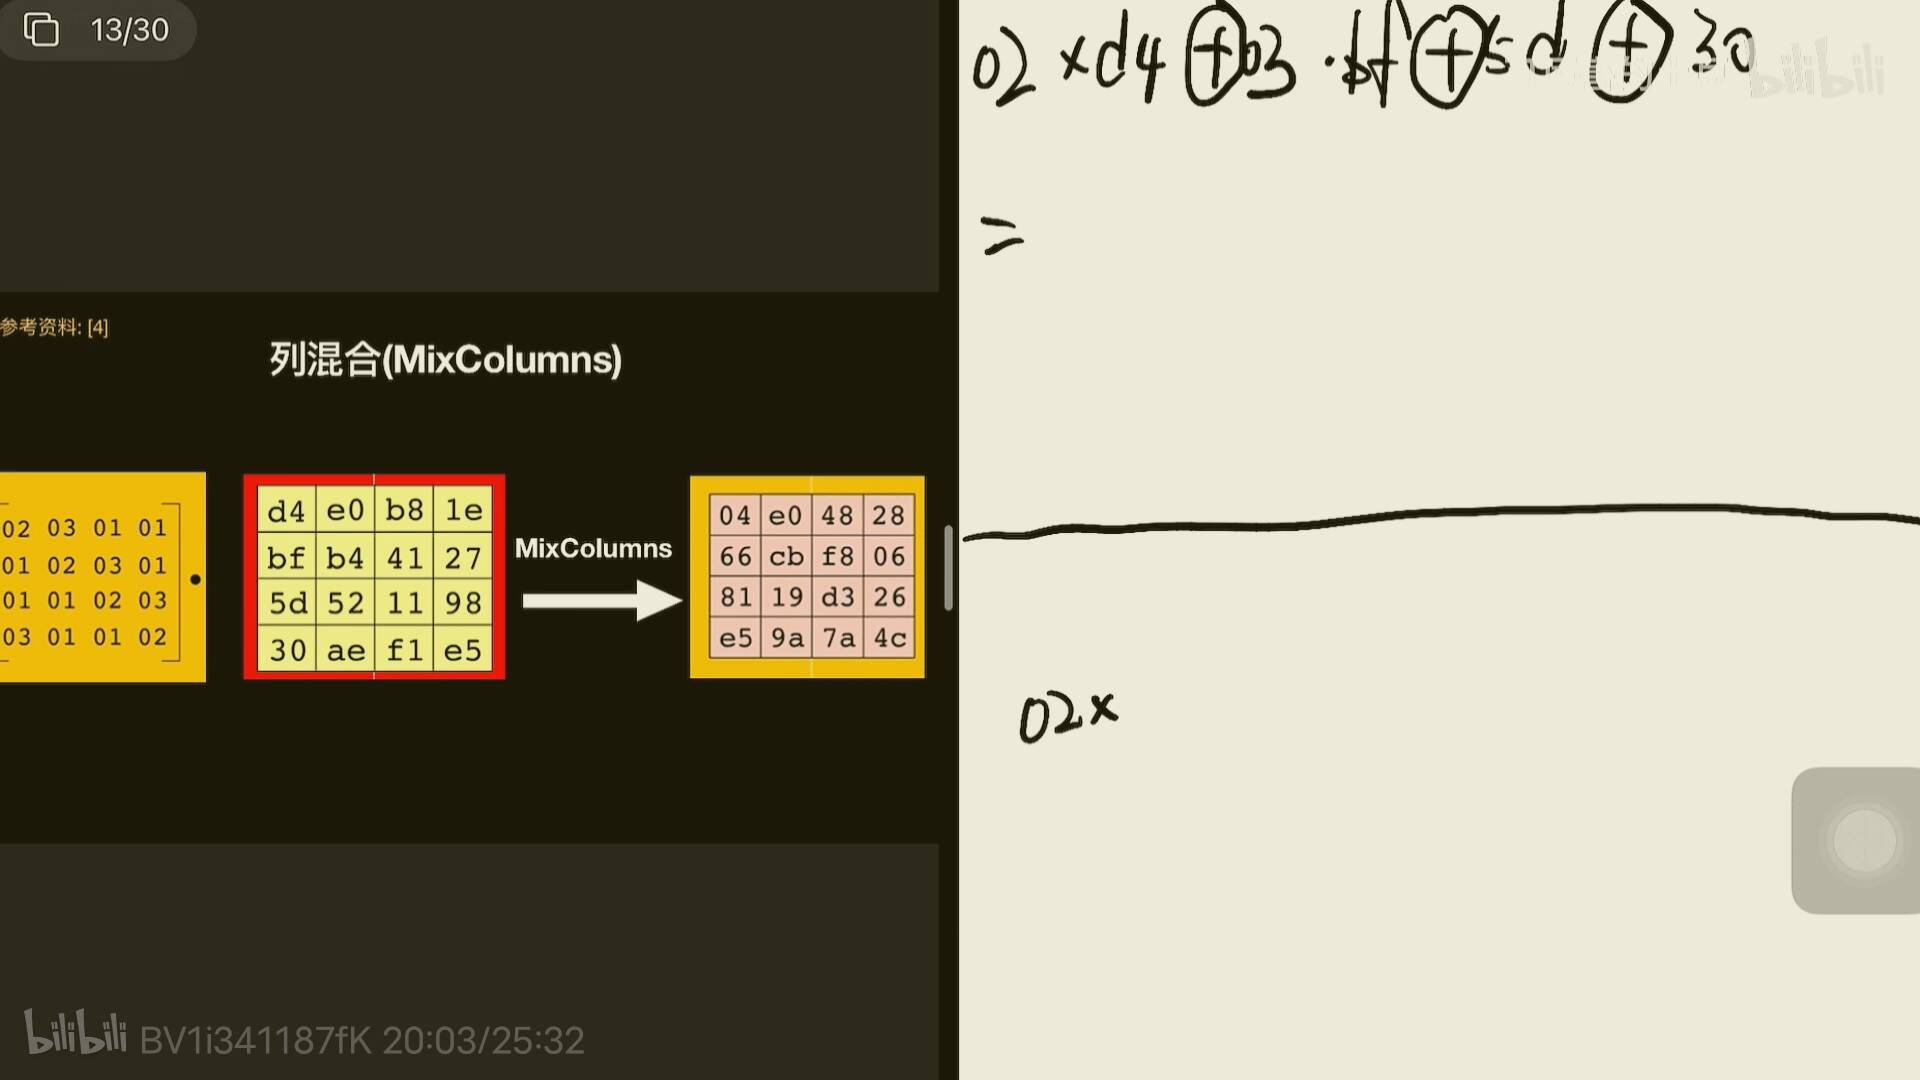 13/30
02 ×d4 ⊕ 03 · bf ⊕ 5d ⊕ 30
bilibili
=
参考资料: [4]
列混合(MixColumns)
02 03 01 01
01 02 03 01
01 01 02 03
03 01 01 02
•
d4 e0 b8 1e
bf b4 41 27
5d 52 11 98
30 ae f1 e5
MixColumns
04 e0 48 28
66 cb f8 06
81 19 d3 26
e5 9a 7a 4c
02×
bilibili BV1i341187fK 20:03/25:32